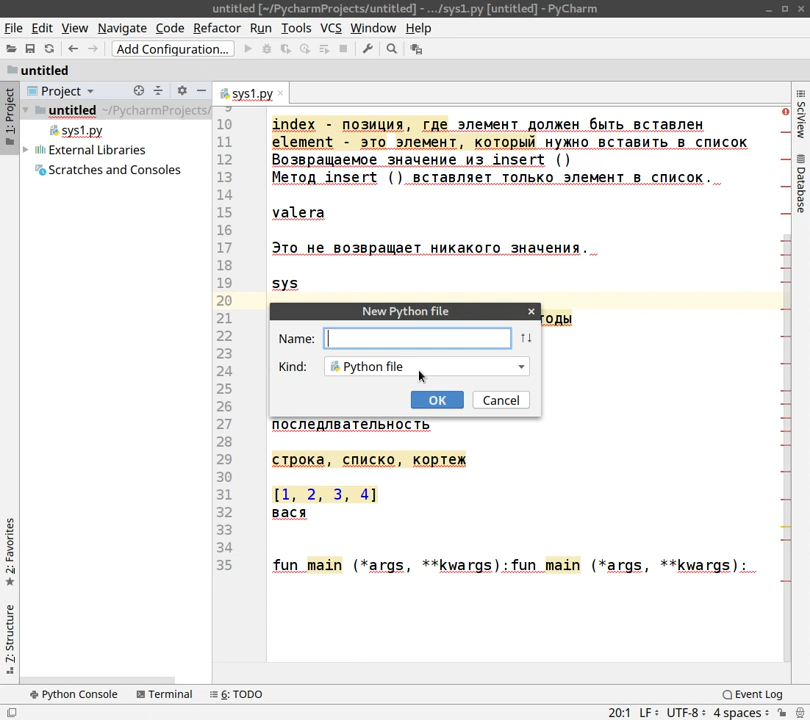 untitled [~/PycharmProjects/untitled] - .../sys1.py [untitled] - PyCharm
File Edit View Navigate Code Refactor Run Tools VCS Window Help
Add Configuration...
untitled
1: Project
Project
sys1.py
untitled ~/PycharmProjects/
sys1.py
External Libraries
Scratches and Consoles
SciView
Database
10 index - позиция, где элемент должен быть вставлен
11 element - это элемент, который нужно вставить в список
12 Возвращаемое значение из insert ()
13 Метод insert () вставляет только элемент в список.
14
15 valera
16
17 Это не возвращает никакого значения.
18
19 sys
20
21 тоды
22
23
24
25
26
27 последлвательность
28
29 строка, списко, кортеж
30
31 [1, 2, 3, 4]
32 вася
33
34
35 fun main (*args, **kwargs):fun main (*args, **kwargs):
New Python file
Name:
Kind: Python file
OK Cancel
2: Favorites
Z: Structure
Python Console Terminal 6: TODO Event Log
20:1 LF UTF-8 4 spaces